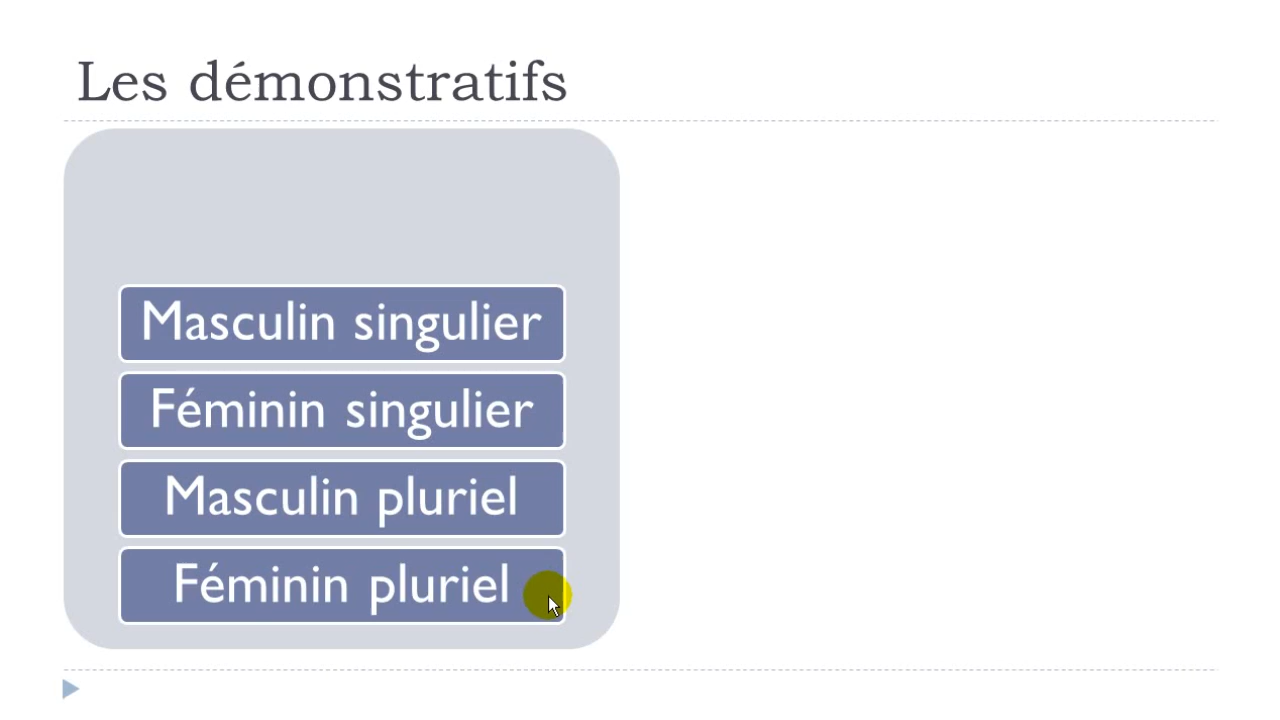 Les démonstratifs
Masculin singulier
Féminin singulier
Masculin pluriel
Féminin pluriel